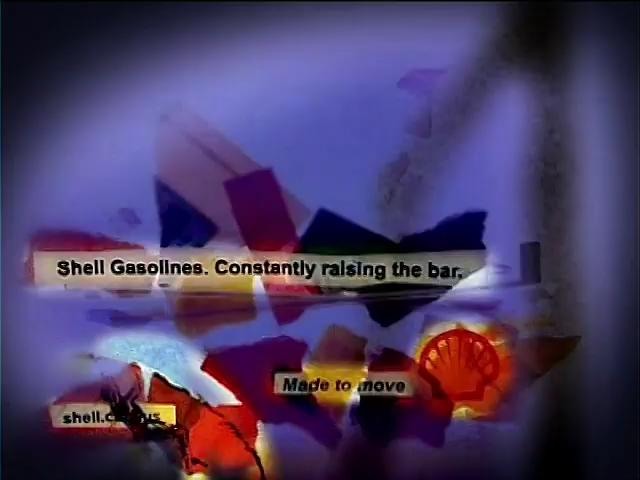 Shell Gasolines. Constantly raising the bar.
Made to move